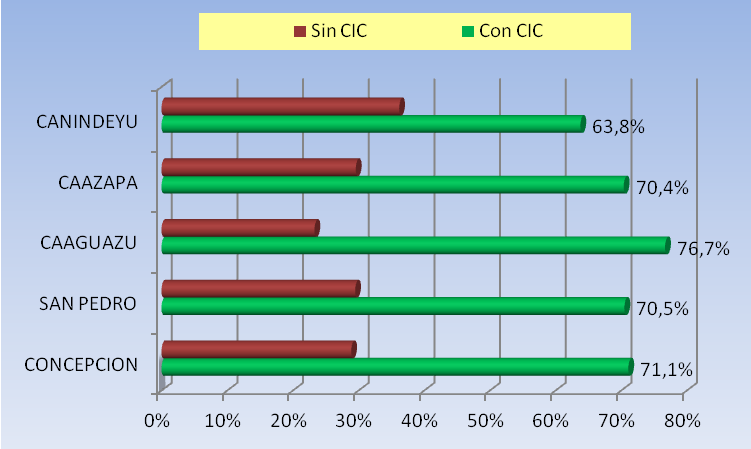 Sin CIC Con CIC
CANINDEYU 63,8%
CAAZAPA 70,4%
CAAGUAZU 76,7%
SAN PEDRO 70,5%
CONCEPCION 71,1%
0% 10% 20% 30% 40% 50% 60% 70% 80%